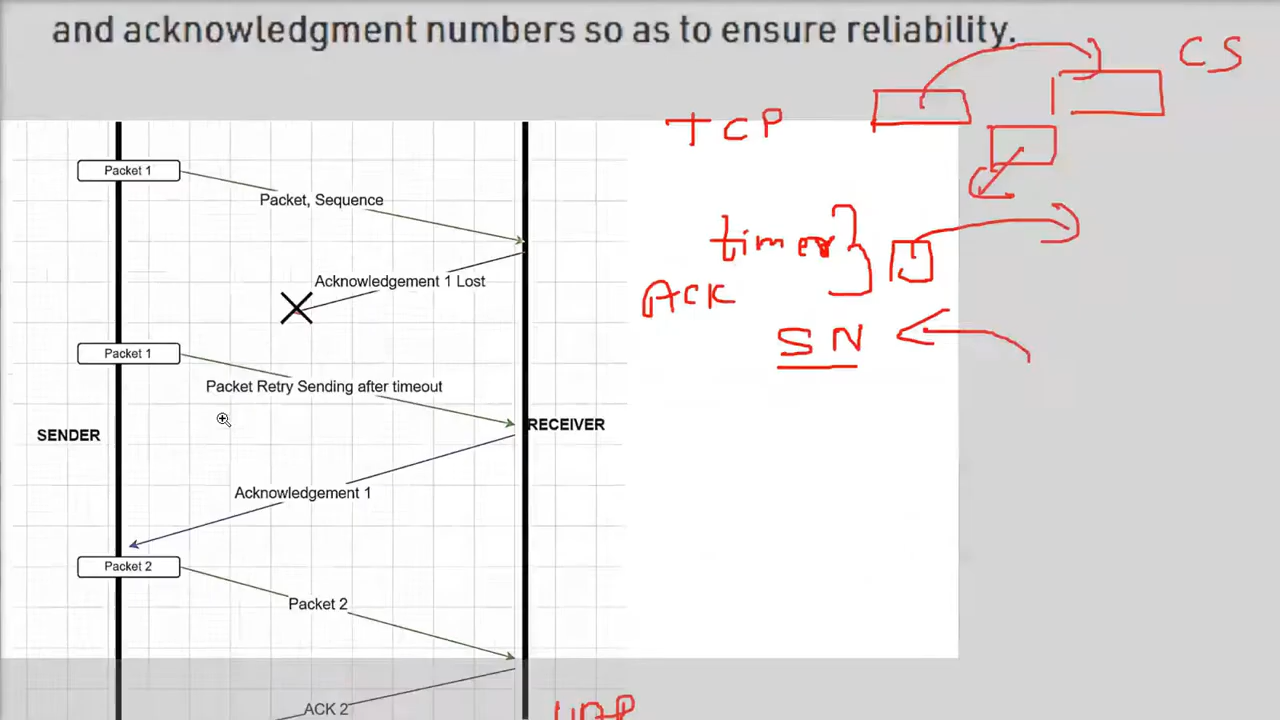 and acknowledgment numbers so as to ensure reliability.
CS
TCP
Packet 1
Packet, Sequence
timer
Acknowledgement 1 Lost
ACK
SN
Packet 1
Packet Retry Sending after timeout
SENDER
RECEIVER
Acknowledgement 1
Packet 2
Packet 2
ACK 2
UDP